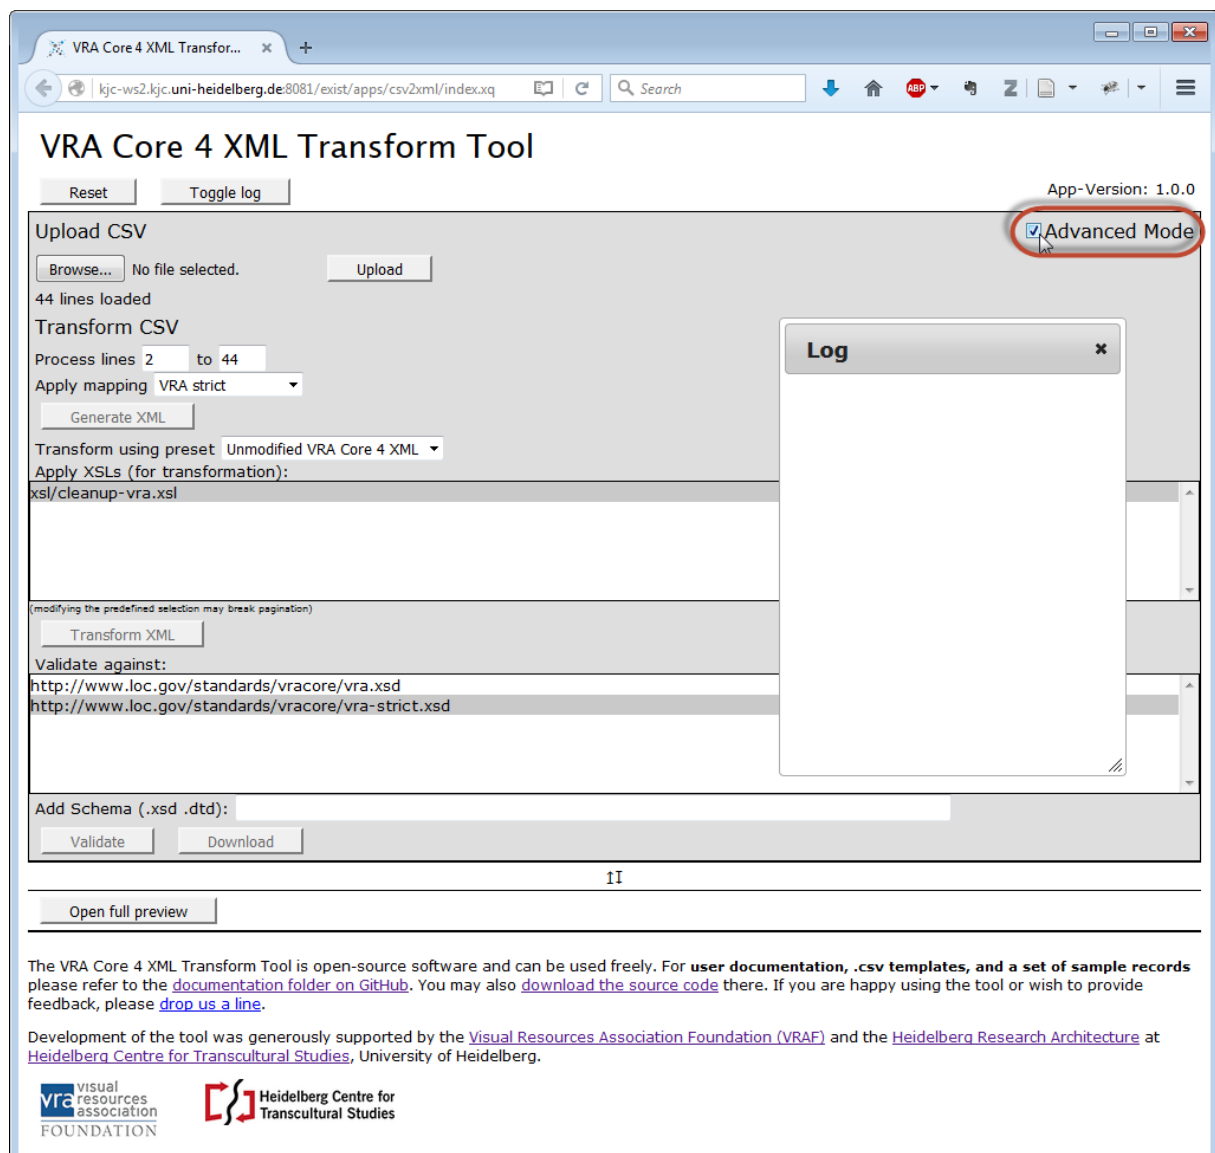 VRA Core 4 XML Transfor...
kjc-ws2.kjc.uni-heidelberg.de:8081/exist/apps/csv2xml/index.xq
Search
ABP
Z
VRA Core 4 XML Transform Tool
Reset Toggle log
App-Version: 1.0.0
Upload CSV
Advanced Mode
Browse... No file selected. Upload
44 lines loaded
Transform CSV
Process lines 2 to 44
Apply mapping VRA strict
Generate XML
Transform using preset Unmodified VRA Core 4 XML
Apply XSLs (for transformation):
xsl/cleanup-vra.xsl
(modifying the predefined selection may break pagination)
Transform XML
Validate against:
http://www.loc.gov/standards/vracore/vra.xsd
http://www.loc.gov/standards/vracore/vra-strict.xsd
Log
Add Schema (.xsd .dtd):
Validate Download
Open full preview
The VRA Core 4 XML Transform Tool is open-source software and can be used freely. For user documentation, .csv templates, and a set of sample records
please refer to the documentation folder on GitHub. You may also download the source code there. If you are happy using the tool or wish to provide
feedback, please drop us a line.
Development of the tool was generously supported by the Visual Resources Association Foundation (VRAF) and the Heidelberg Research Architecture at
Heidelberg Centre for Transcultural Studies, University of Heidelberg.
vra visual
resources
association
FOUNDATION
Heidelberg Centre for
Transcultural Studies